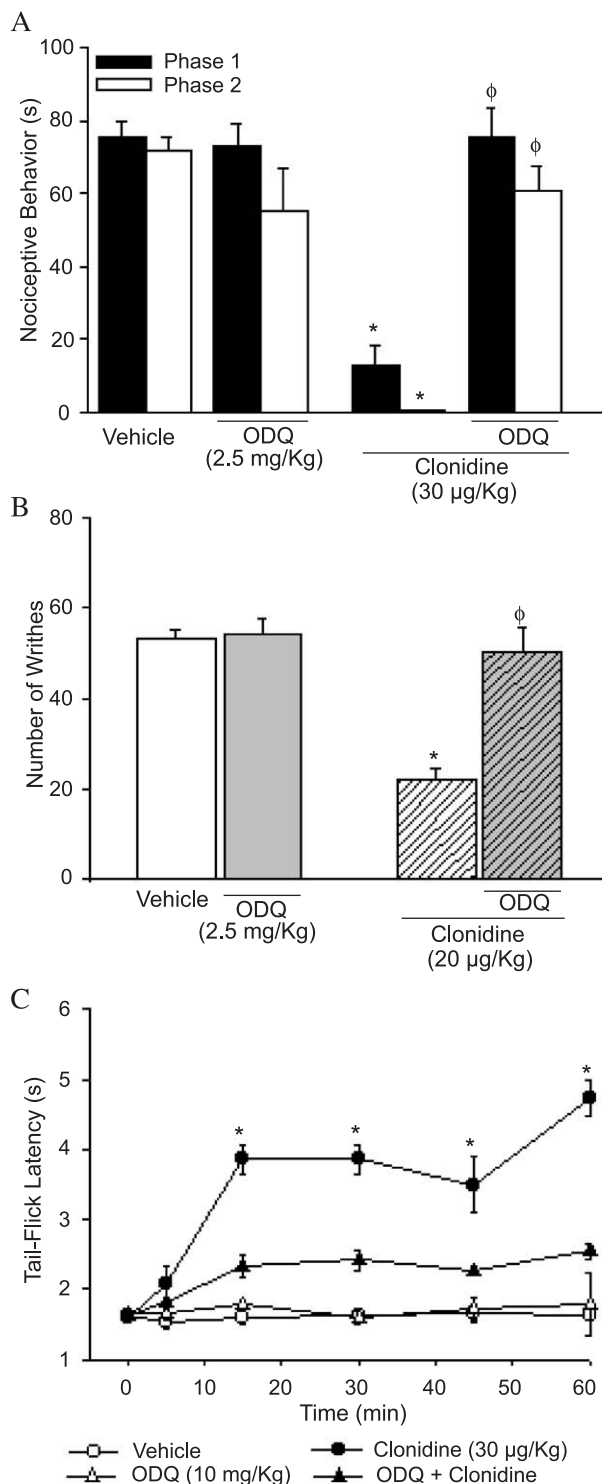 A
Phase 1
Phase 2
Nociceptive Behavior (s)
100
80
60
40
20
0
* * ϕ ϕ
Vehicle
ODQ
(2.5 mg/Kg)
ODQ
Clonidine
(30 µg/Kg)
B
Number of Writhes
80
60
40
20
0
* ϕ
Vehicle
ODQ
(2.5 mg/Kg)
ODQ
Clonidine
(20 µg/Kg)
C
Tail-Flick Latency (s)
6
5
4
3
2
1
* * * *
0 10 20 30 40 50 60
Time (min)
Vehicle Clonidine (30 µg/Kg)
ODQ (10 mg/Kg) ODQ + Clonidine